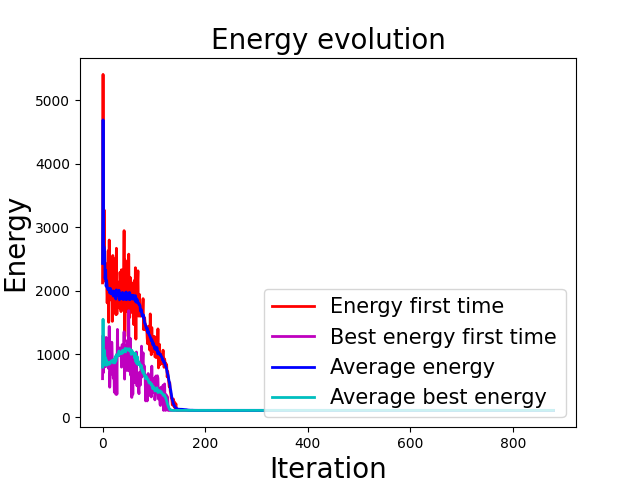 Energy evolution
Energy
5000
4000
3000
2000
1000
0
Energy first time
Best energy first time
Average energy
Average best energy
0 200 400 600 800
Iteration